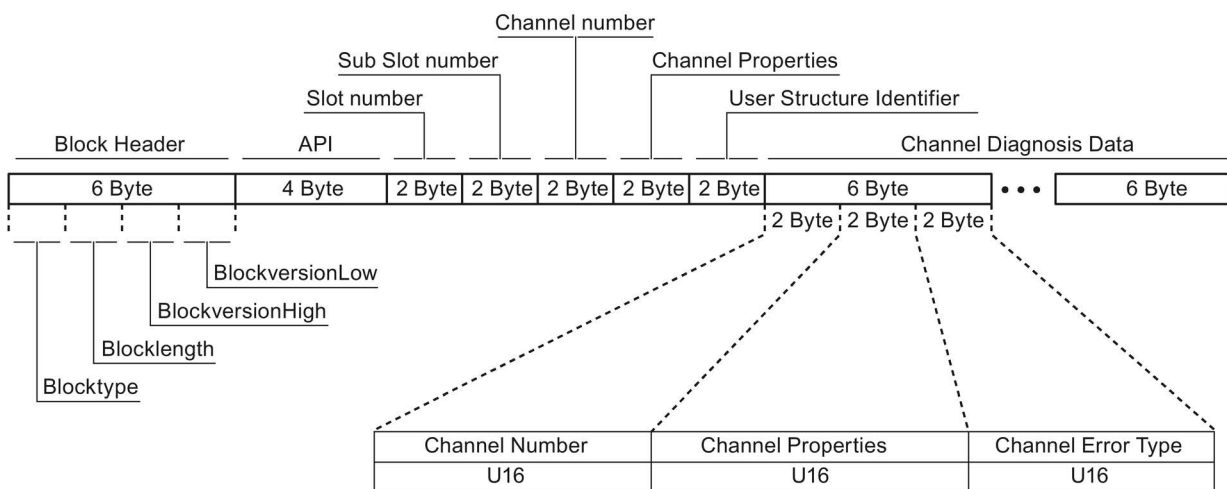 Channel number
Sub Slot number
Channel Properties
Slot number
User Structure Identifier
Block Header
API
Channel Diagnosis Data
6 Byte
4 Byte
2 Byte
2 Byte
2 Byte
2 Byte
2 Byte
6 Byte
6 Byte
2 Byte
2 Byte
2 Byte
BlockversionLow
BlockversionHigh
Blocklength
Blocktype
Channel Number
Channel Properties
Channel Error Type
U16
U16
U16